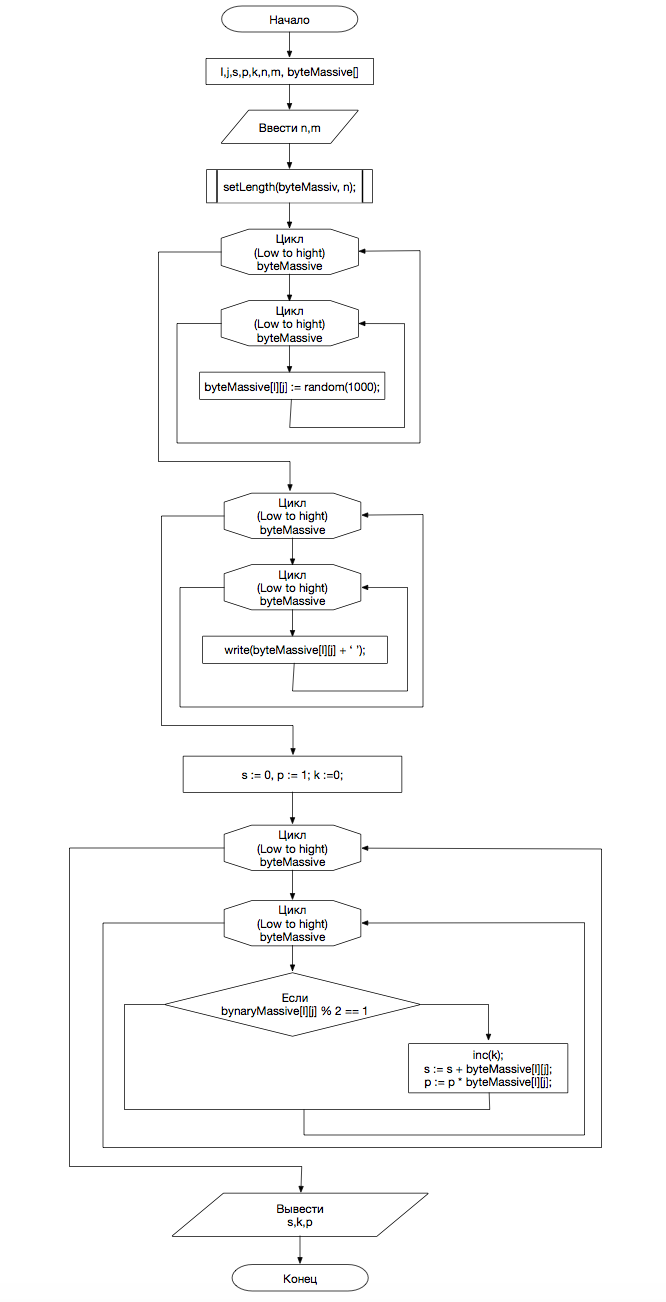 Начало
I,j,s,p,k,n,m, byteMassive[]
Ввести n,m
setLength(byteMassiv, n);
Цикл
(Low to hight)
byteMassive
Цикл
(Low to hight)
byteMassive
byteMassive[I][j] := random(1000);
Цикл
(Low to hight)
byteMassive
Цикл
(Low to hight)
byteMassive
write(byteMassive[I][j] + ‘ ’);
s := 0, p := 1; k :=0;
Цикл
(Low to hight)
byteMassive
Цикл
(Low to hight)
byteMassive
Если
bynaryMassive[I][j] % 2 == 1
inc(k);
s := s + byteMassive[I][j];
p := p * byteMassive[I][j];
Вывести
s,k,p
Конец